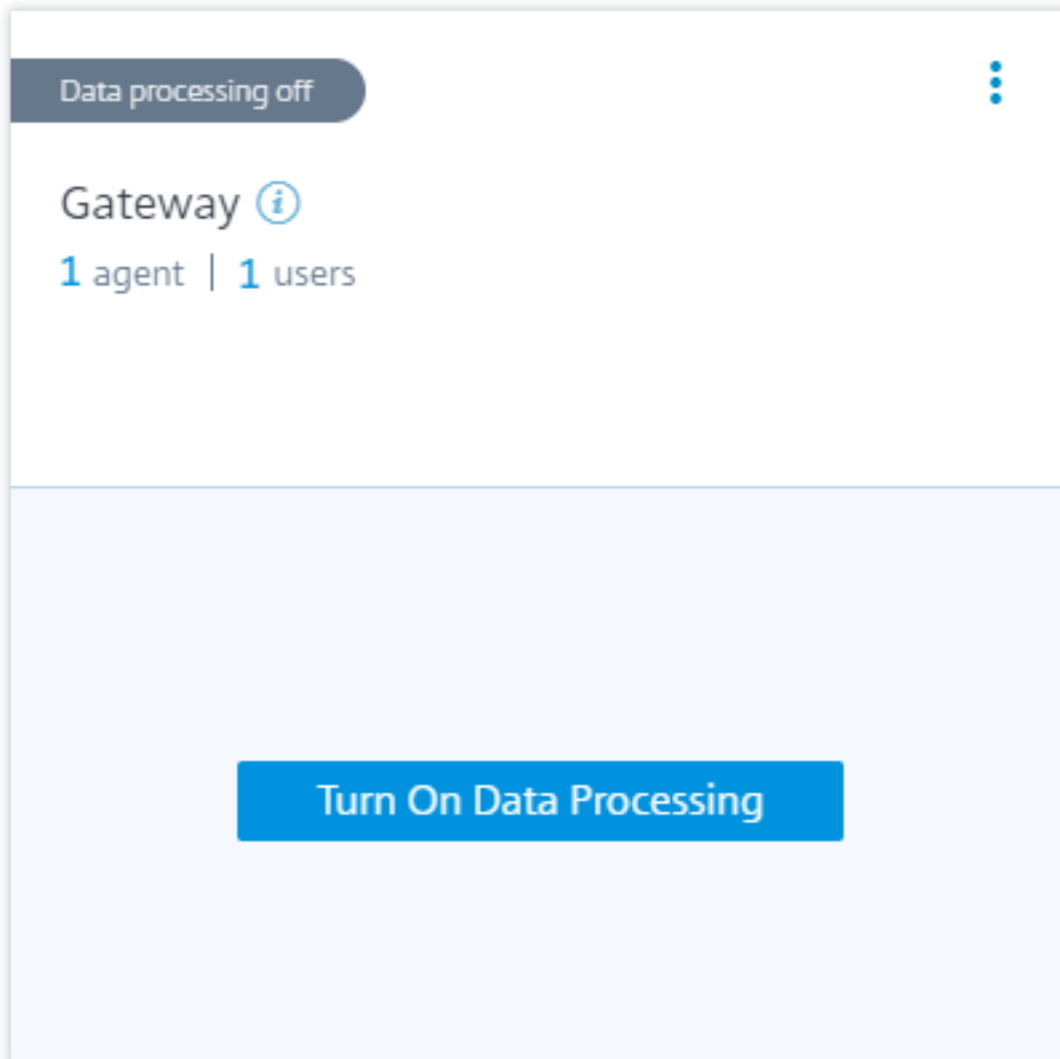 Data processing off
Gateway i
1 agent | 1 users
Turn On Data Processing